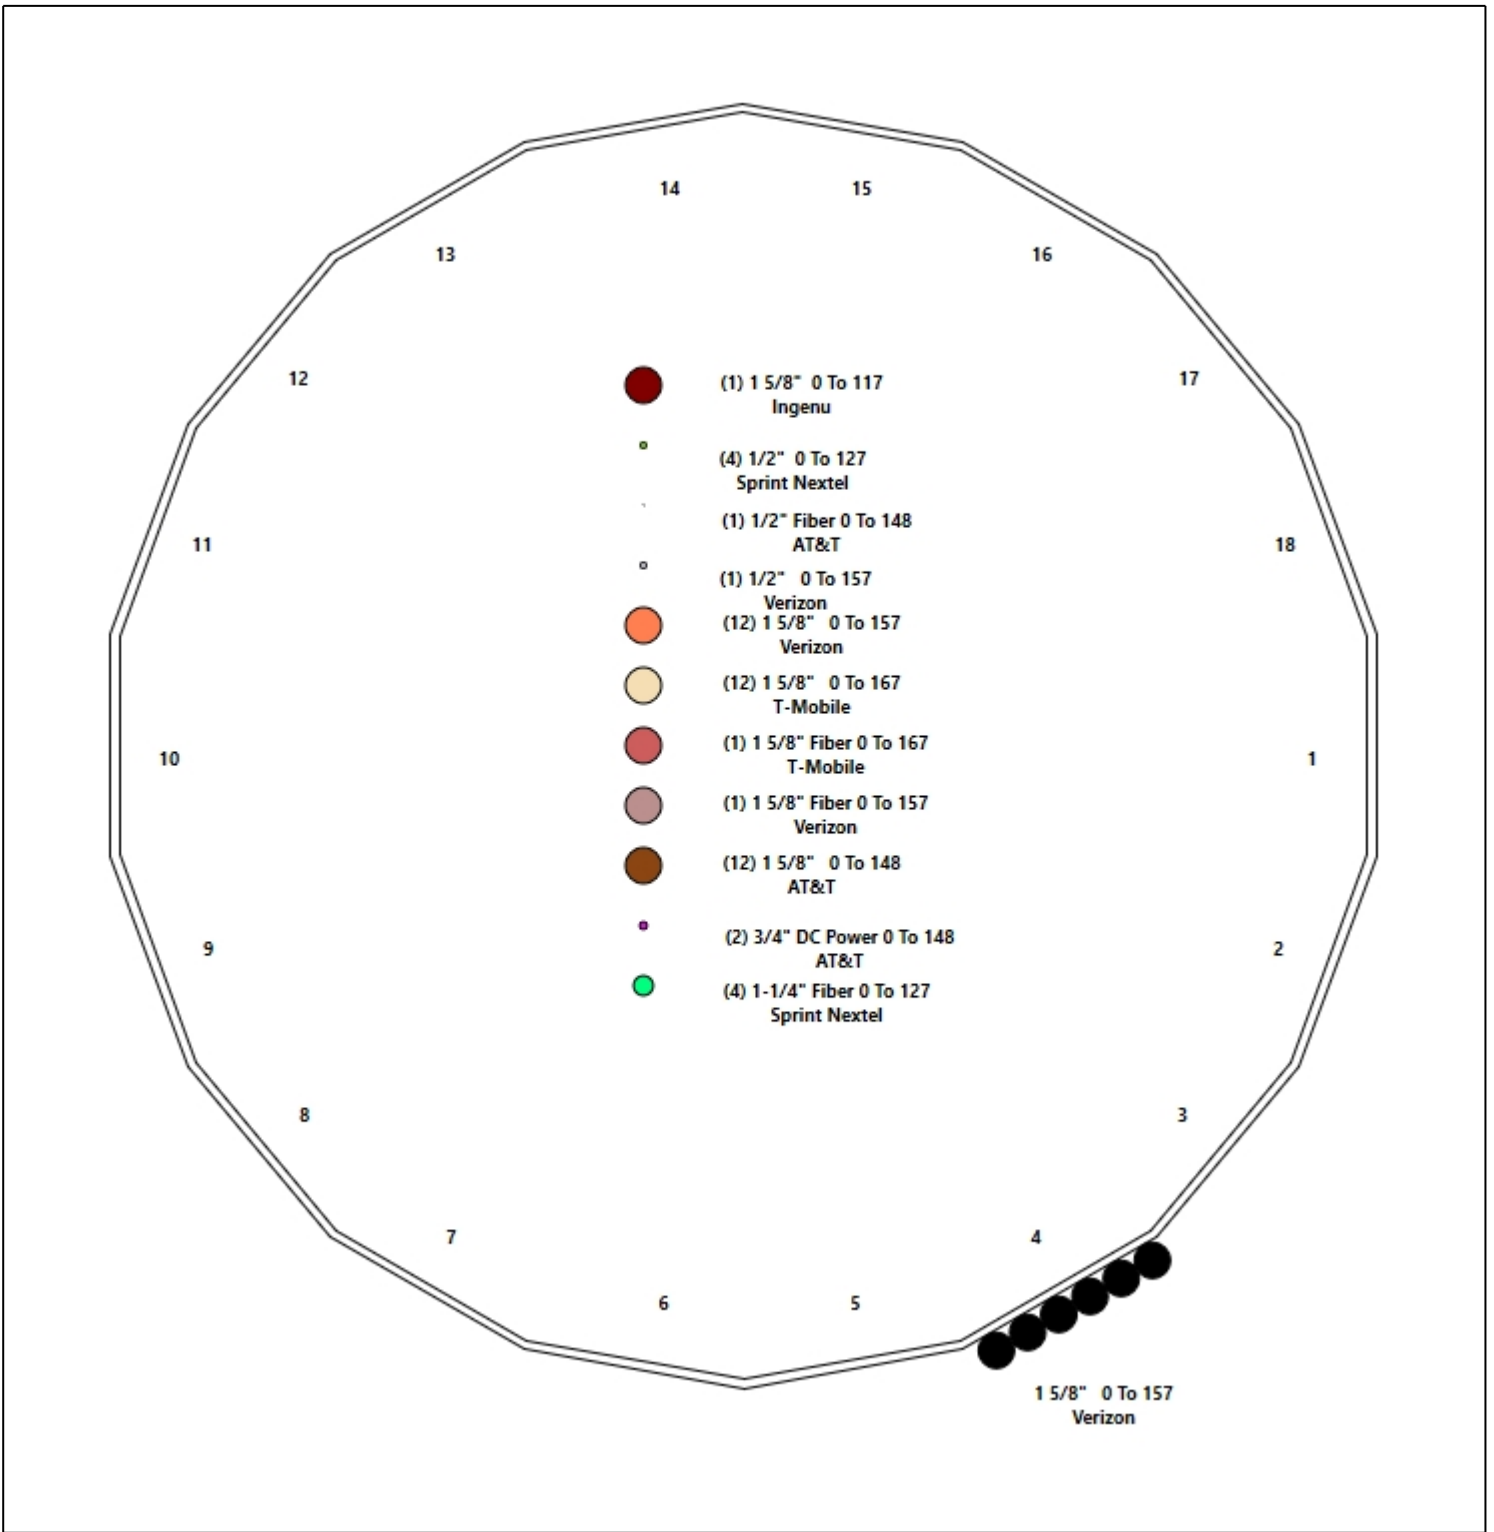 14
15
13
16
12
17
(1) 1 5/8" 0 To 117
Ingenu
(4) 1/2" 0 To 127
Sprint Nextel
(1) 1/2" Fiber 0 To 148
AT&T
11
18
(1) 1/2" 0 To 157
Verizon
(12) 1 5/8" 0 To 157
Verizon
(12) 1 5/8" 0 To 167
T-Mobile
(1) 1 5/8" Fiber 0 To 167
T-Mobile
10
1
(1) 1 5/8" Fiber 0 To 157
Verizon
(12) 1 5/8" 0 To 148
AT&T
(2) 3/4" DC Power 0 To 148
AT&T
9
2
(4) 1-1/4" Fiber 0 To 127
Sprint Nextel
8
3
7
4
6
5
1 5/8" 0 To 157
Verizon